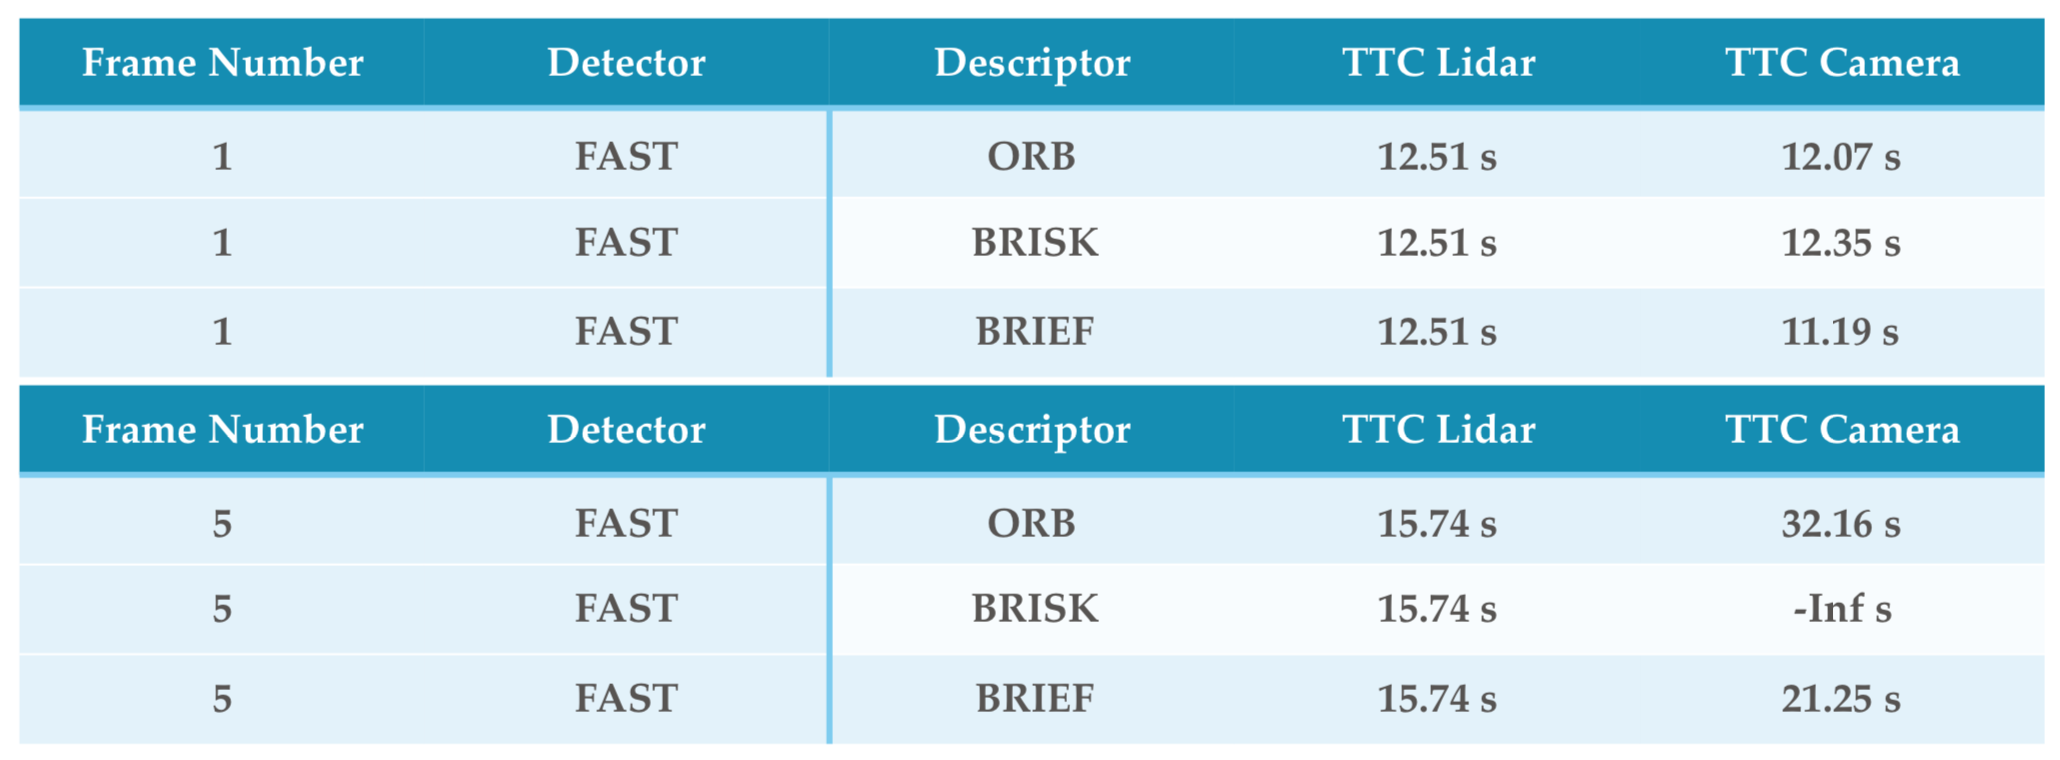 Frame Number Detector Descriptor TTC Lidar TTC Camera
1 FAST ORB 12.51 s 12.07 s
1 FAST BRISK 12.51 s 12.35 s
1 FAST BRIEF 12.51 s 11.19 s
Frame Number Detector Descriptor TTC Lidar TTC Camera
5 FAST ORB 15.74 s 32.16 s
5 FAST BRISK 15.74 s -Inf s
5 FAST BRIEF 15.74 s 21.25 s